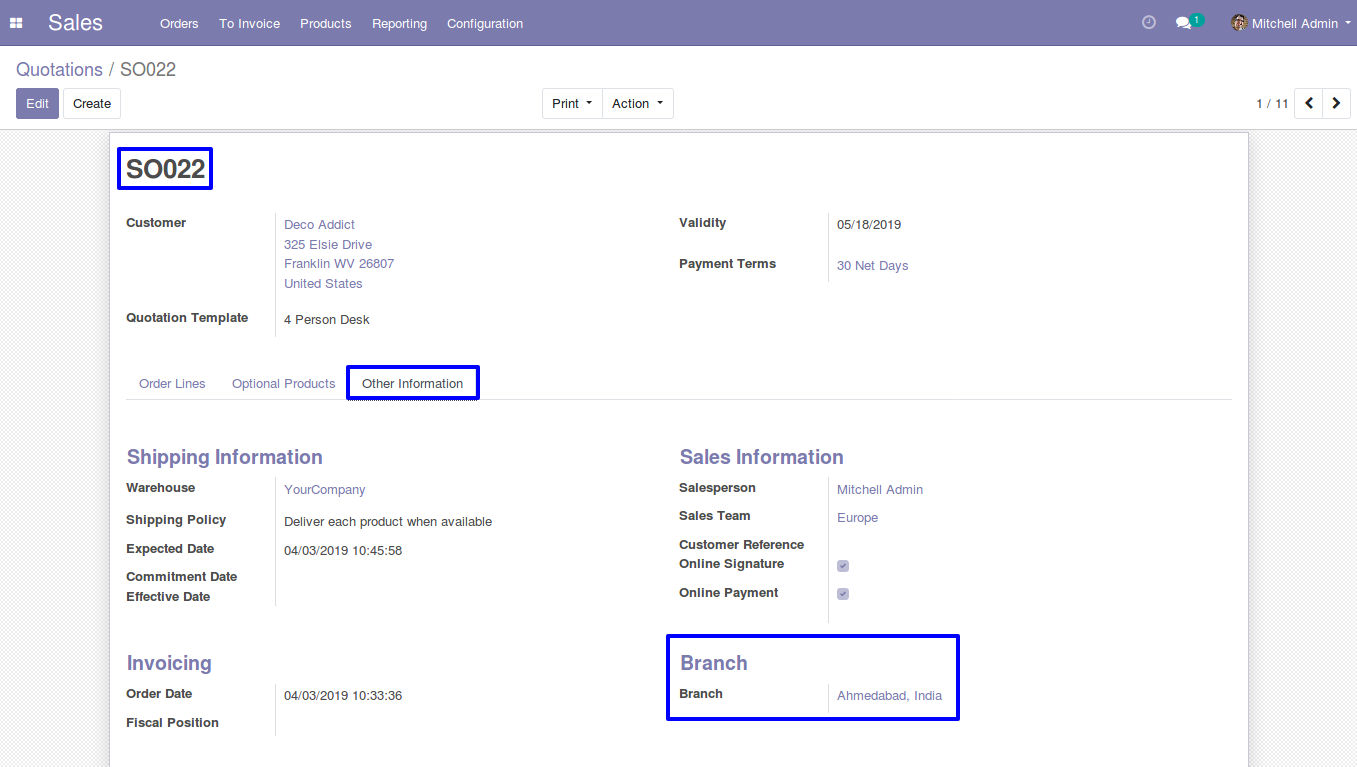 Sales Orders To Invoice Products Reporting Configuration 1 Mitchell Admin
Quotations / SO022
Edit Create Print Action 1 / 11
SO022
Customer Deco Addict
325 Elsie Drive
Franklin WV 26807
United States
Quotation Template 4 Person Desk
Validity 05/18/2019
Payment Terms 30 Net Days
Order Lines Optional Products Other Information
Shipping Information
Warehouse YourCompany
Shipping Policy Deliver each product when available
Expected Date 04/03/2019 10:45:58
Commitment Date
Effective Date
Sales Information
Salesperson Mitchell Admin
Sales Team Europe
Customer Reference
Online Signature
Online Payment
Invoicing
Order Date 04/03/2019 10:33:36
Fiscal Position
Branch
Branch Ahmedabad, India